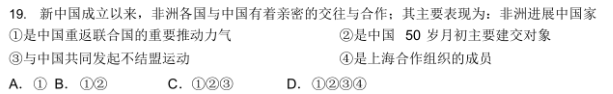 19. 新中国成立以来，非洲各国与中国有着亲密的交往与合作；其主要表现为：非洲进展中国家
①是中国重返联合国的重要推动力气 ②是中国 50 岁月初主要建交对象
③与中国共同发起不结盟运动 ④是上海合作组织的成员
A. ① B. ①② C. ①②③ D. ①②③④